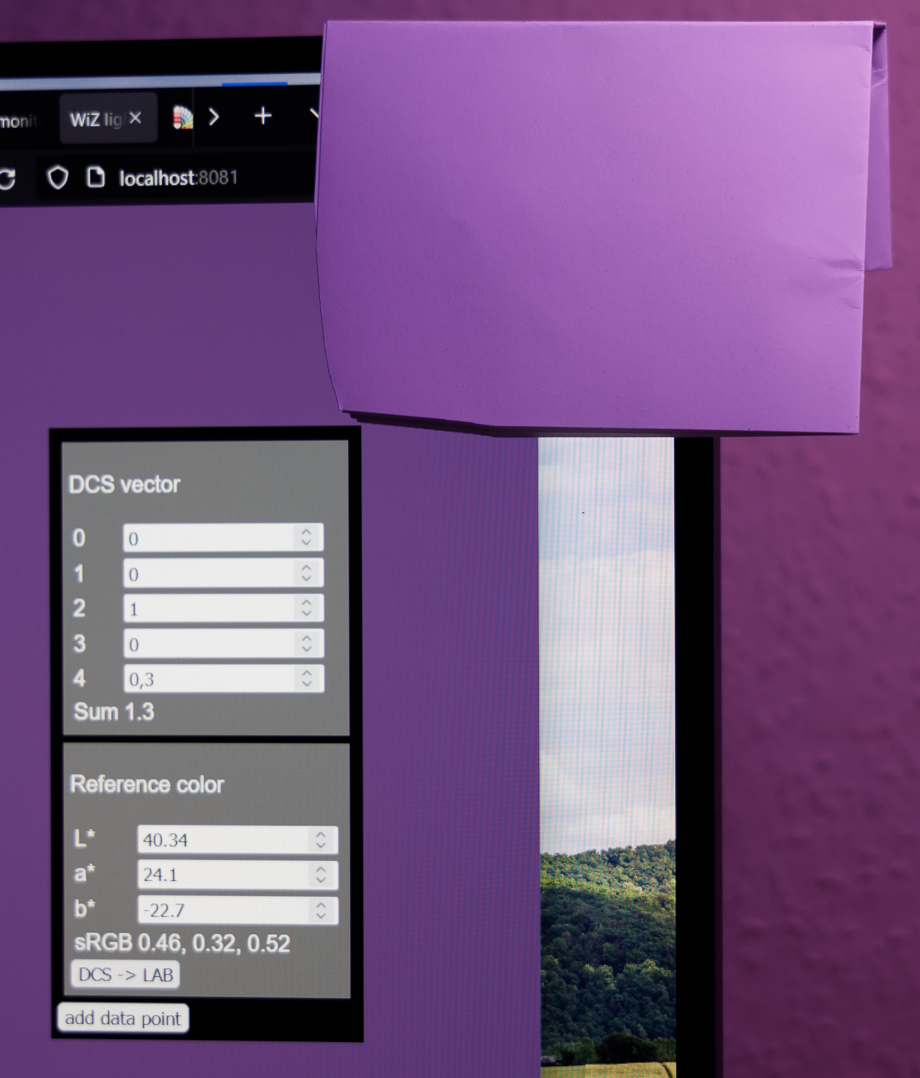 moni
WiZ lig
localhost:8081
DCS vector
0 0
1 0
2 1
3 0
4 0,3
Sum 1.3
Reference color
L* 40.34
a* 24.1
b* -22.7
sRGB 0.46, 0.32, 0.52
DCS -> LAB
add data point